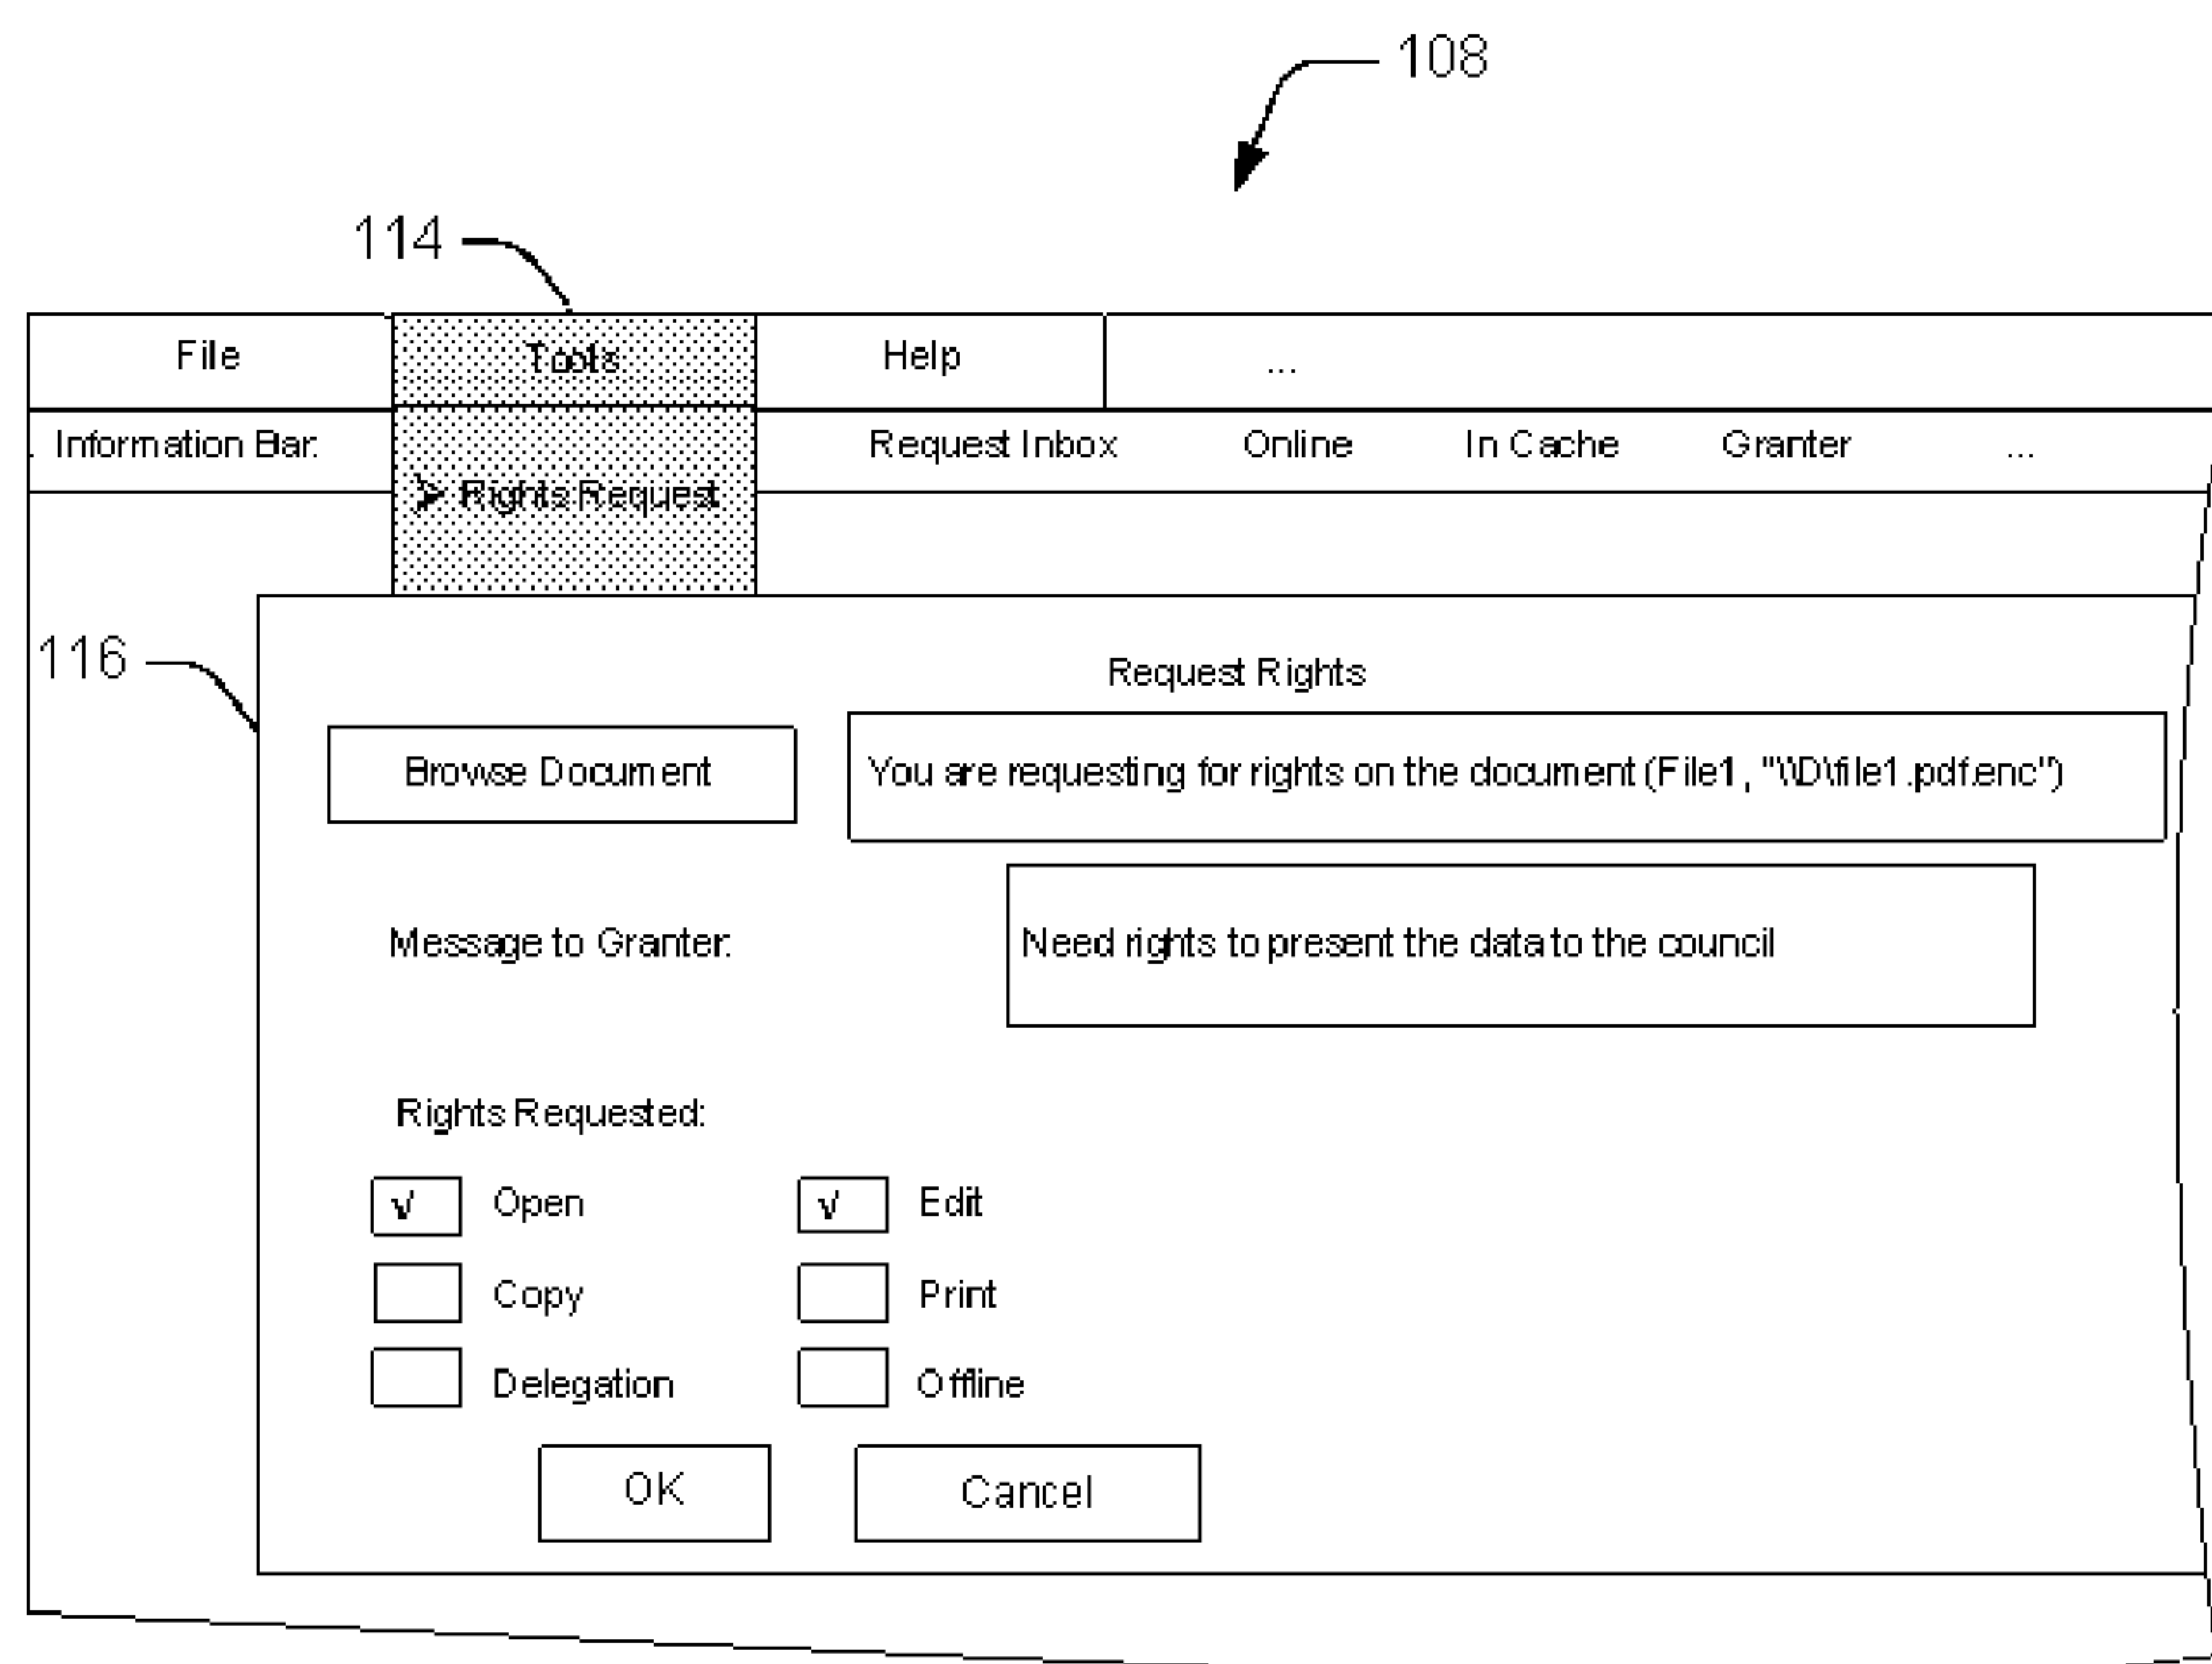 108
114
File Tools Help ...
Information Bar: Request Inbox Online In Cache Granter ...
➤ Rights Request
116
Request Rights
Browse Document You are requesting for rights on the document (File1, "\\D\file1.pdf.enc")
Message to Granter: Need rights to present the data to the council
Rights Requested:
√ Open √ Edit
Copy Print
Delegation Offline
OK Cancel